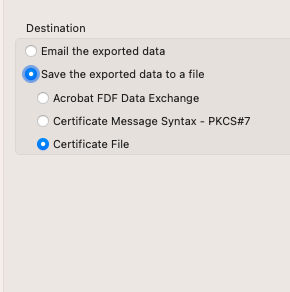 Destination
Email the exported data
Save the exported data to a file
Acrobat FDF Data Exchange
Certificate Message Syntax - PKCS#7
Certificate File